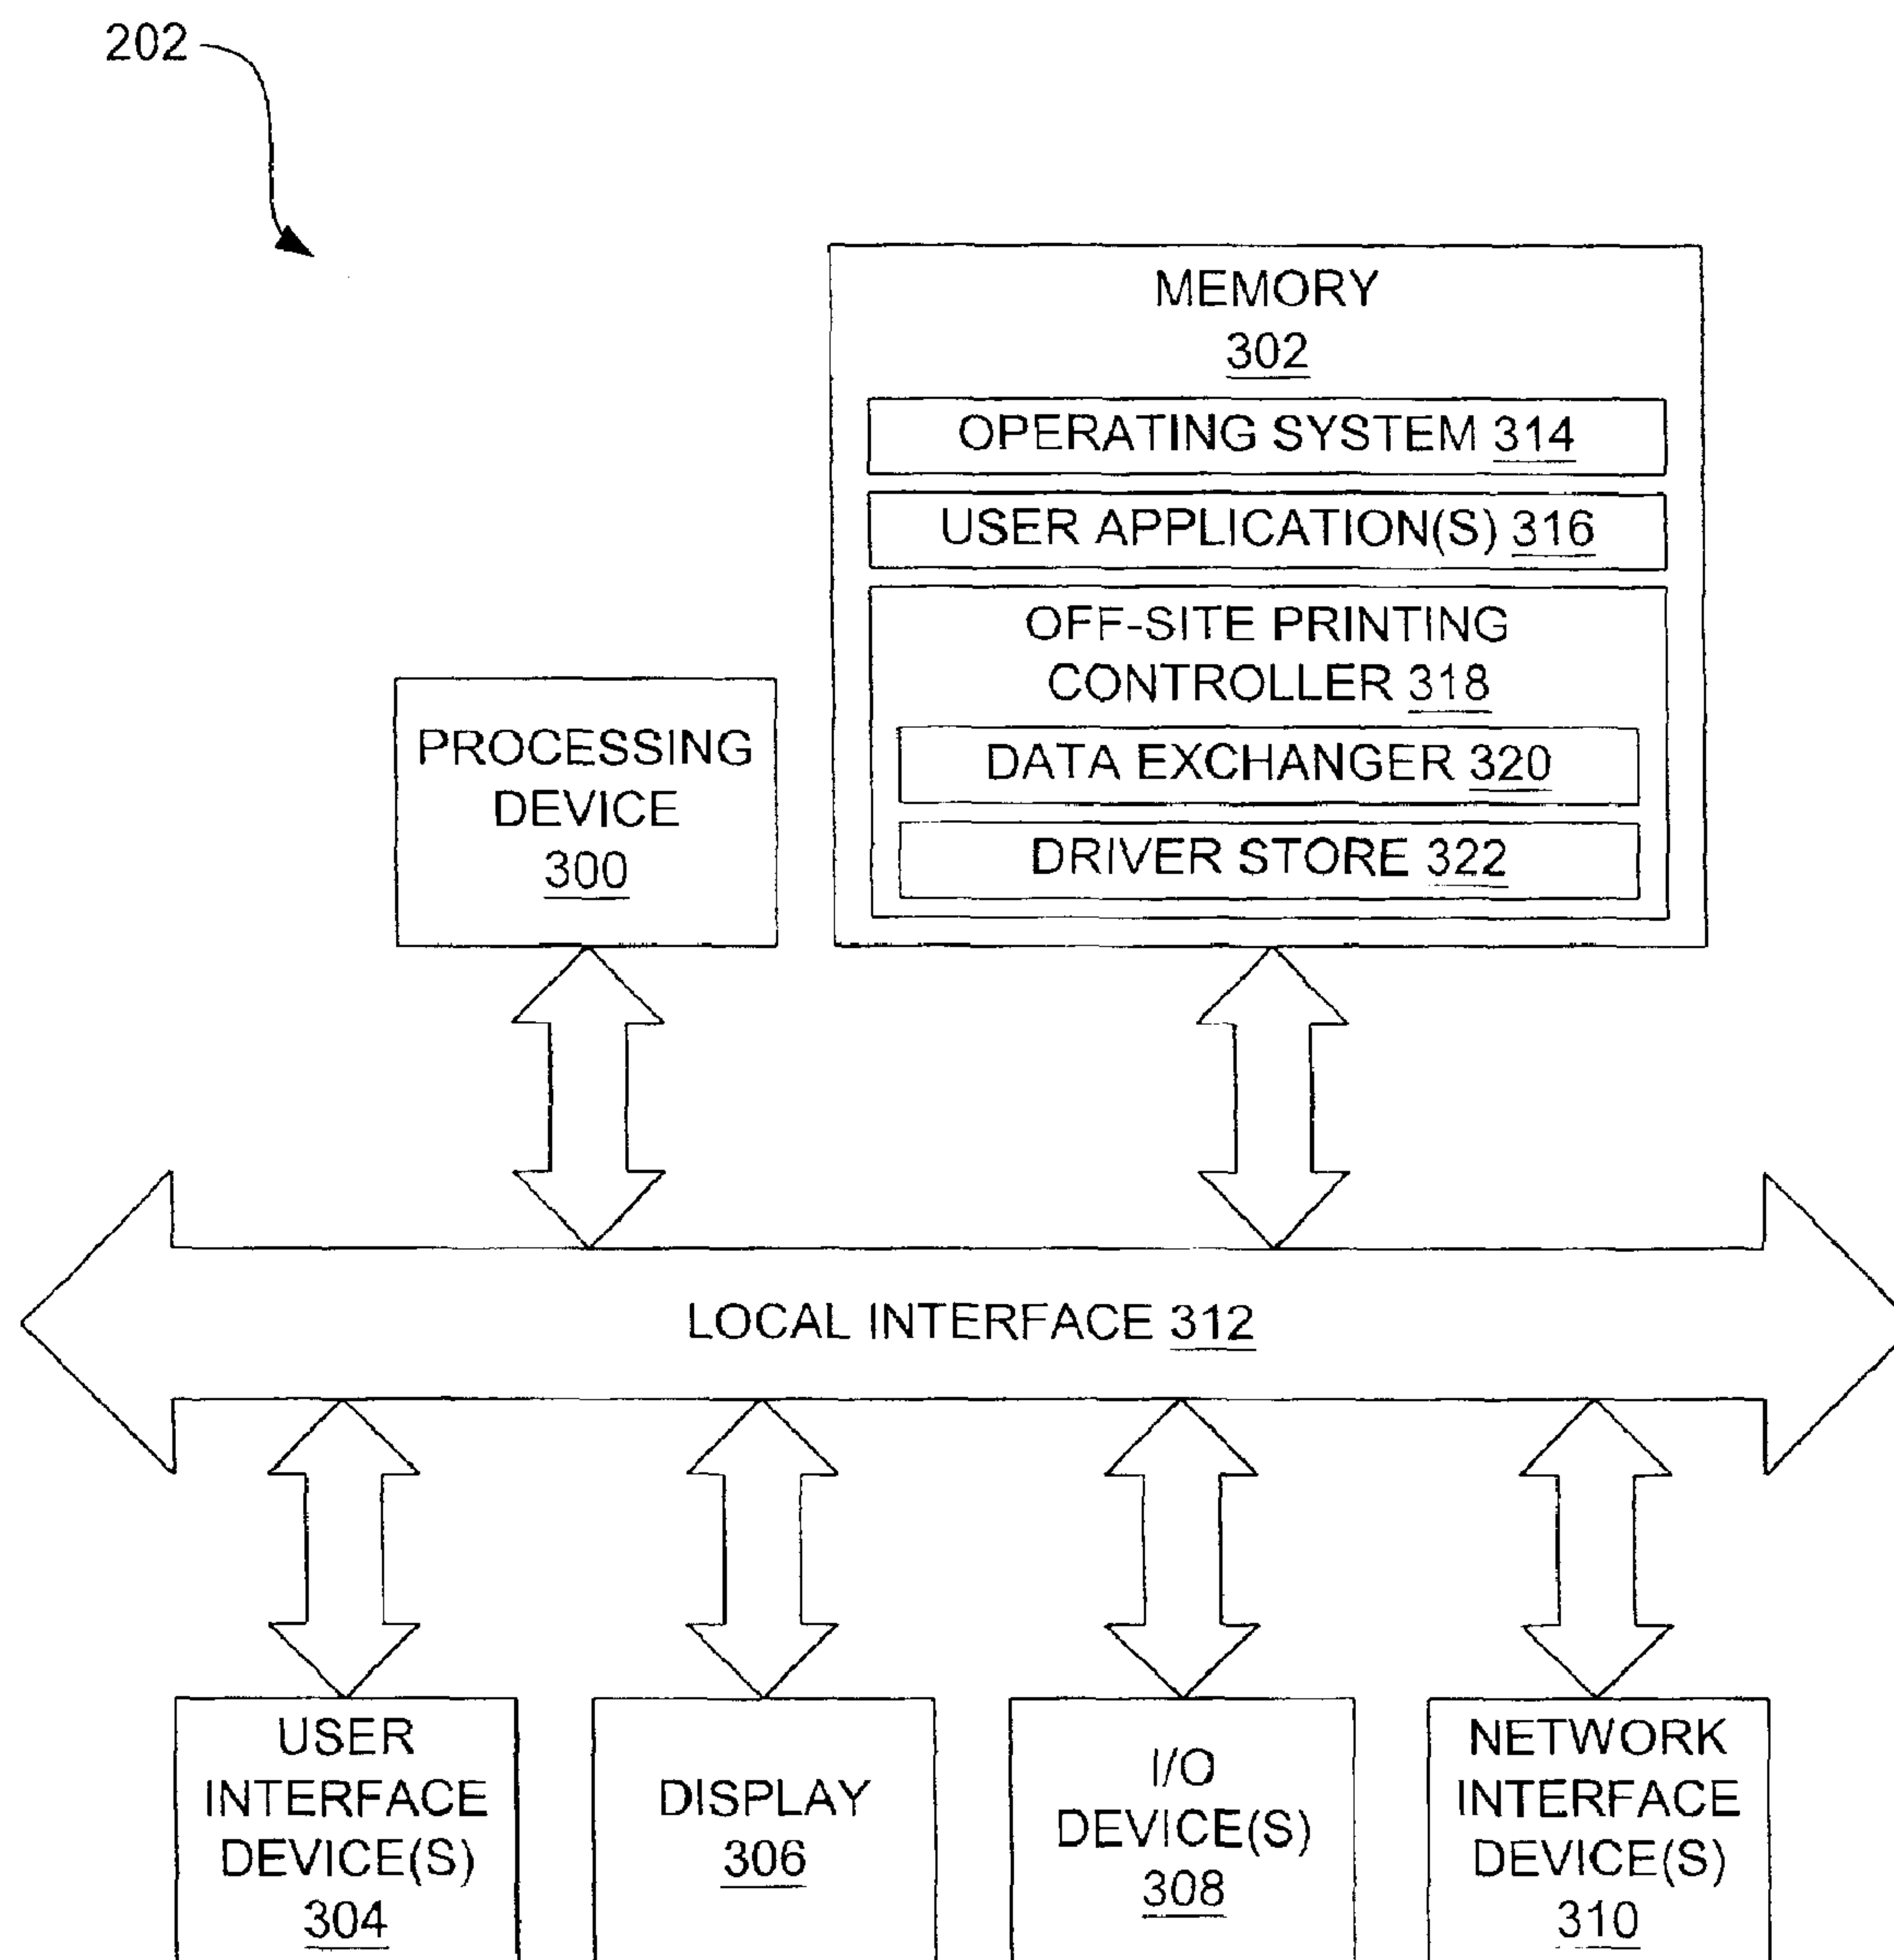 202
MEMORY
302
OPERATING SYSTEM 314
USER APPLICATION(S) 316
OFF-SITE PRINTING
CONTROLLER 318
DATA EXCHANGER 320
DRIVER STORE 322
PROCESSING
DEVICE
300
LOCAL INTERFACE 312
USER
INTERFACE
DEVICE(S)
304
DISPLAY
306
I/O
DEVICE(S)
308
NETWORK
INTERFACE
DEVICE(S)
310